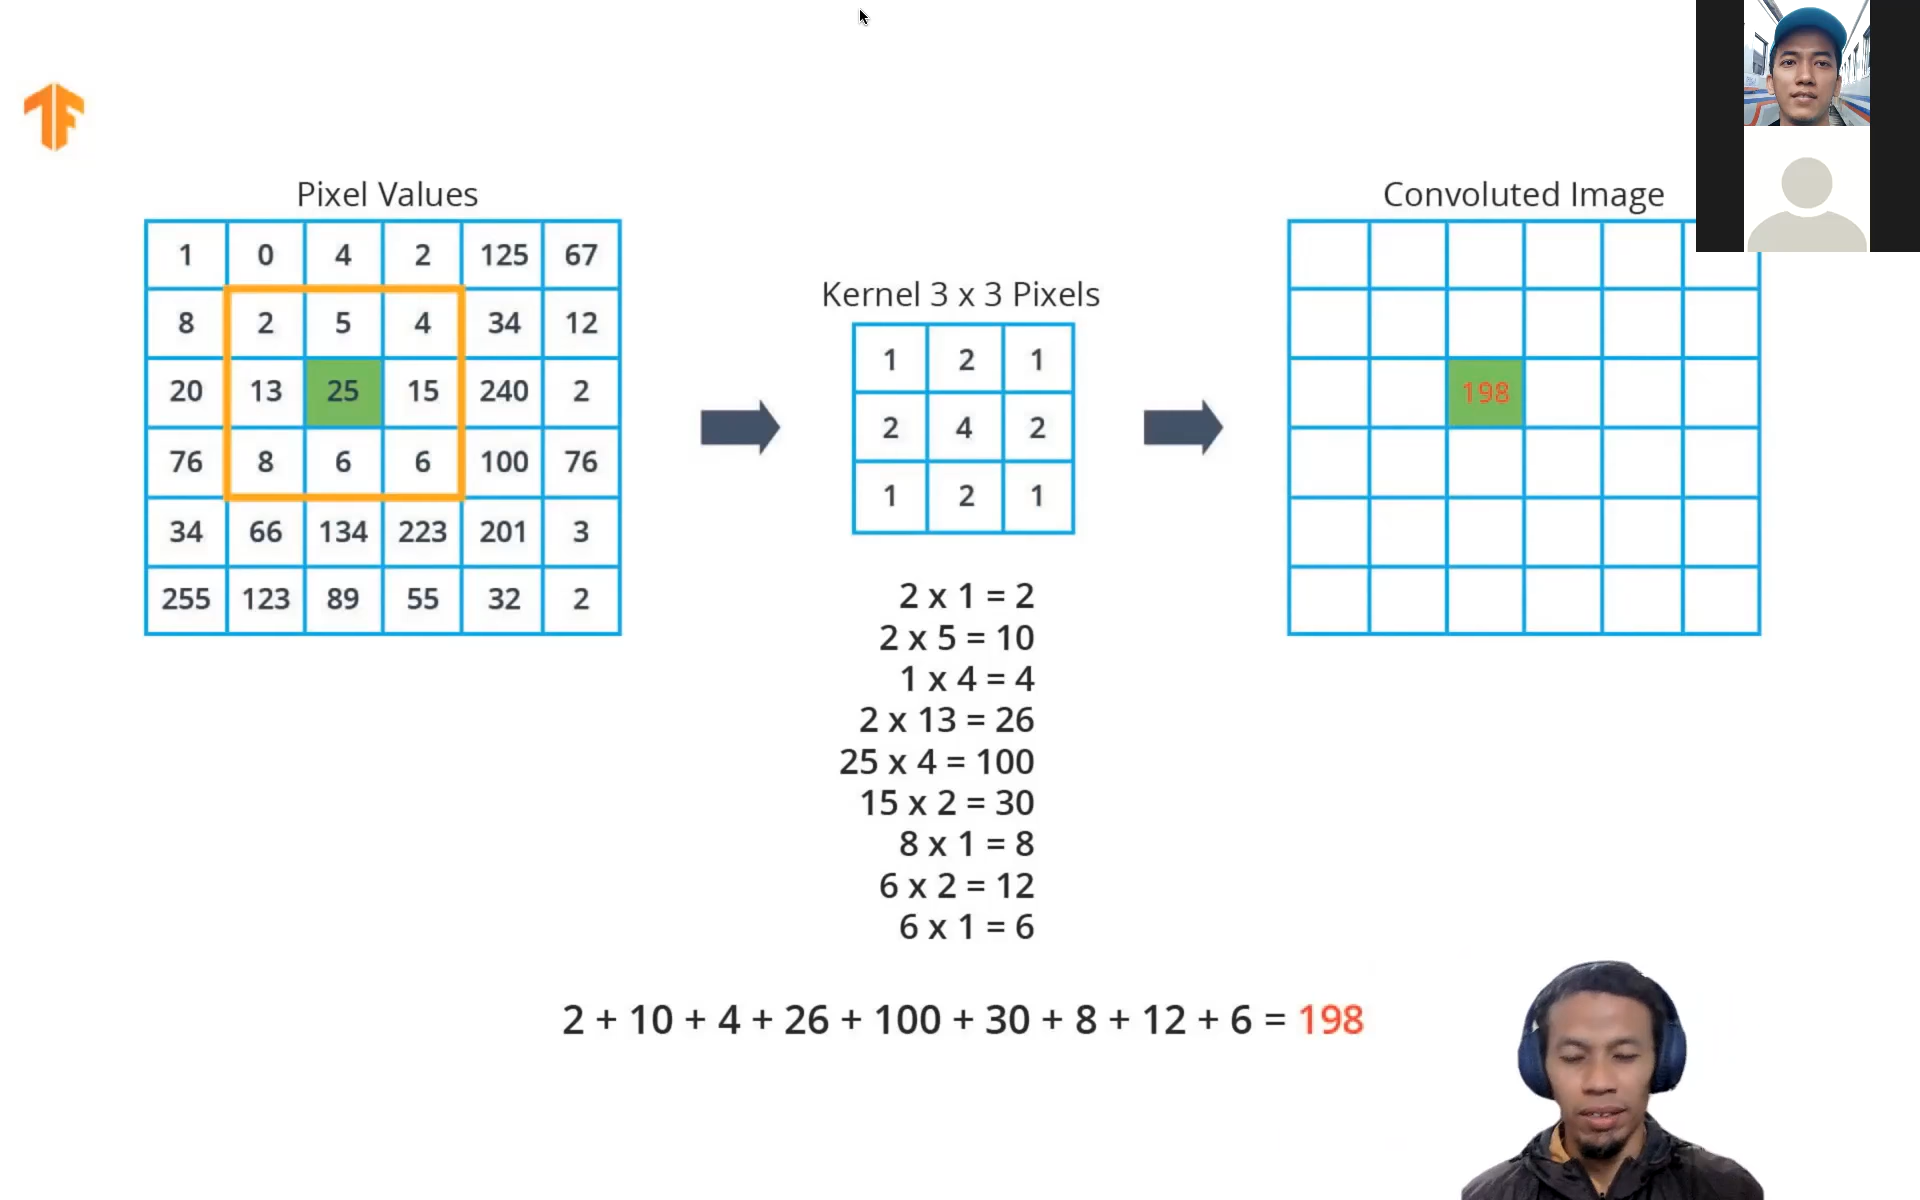 Pixel Values
1 0 4 2 125 67
8 2 5 4 34 12
20 13 25 15 240 2
76 8 6 6 100 76
34 66 134 223 201 3
255 123 89 55 32 2
Kernel 3 x 3 Pixels
1 2 1
2 4 2
1 2 1
2 x 1 = 2
2 x 5 = 10
1 x 4 = 4
2 x 13 = 26
25 x 4 = 100
15 x 2 = 30
8 x 1 = 8
6 x 2 = 12
6 x 1 = 6
Convoluted Image
198
2 + 10 + 4 + 26 + 100 + 30 + 8 + 12 + 6 = 198